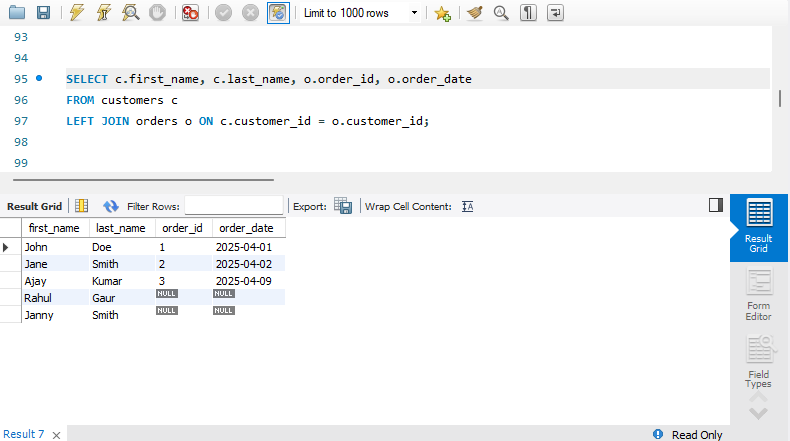 Limit to 1000 rows
93
94
95 SELECT c.first_name, c.last_name, o.order_id, o.order_date
96 FROM customers c
97 LEFT JOIN orders o ON c.customer_id = o.customer_id;
98
99
Result Grid Filter Rows: Export: Wrap Cell Content:
first_name last_name order_id order_date
John Doe 1 2025-04-01
Jane Smith 2 2025-04-02
Ajay Kumar 3 2025-04-09
Rahul Gaur NULL NULL
Janny Smith NULL NULL
Result
Grid
Form
Editor
Field
Types
Result 7 Read Only